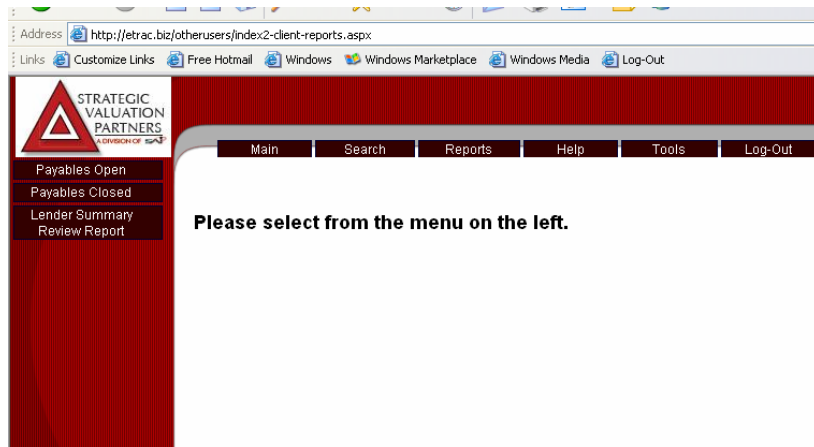 Address http://etrac.biz/otherusers/index2-client-reports.aspx
Links Customize Links Free Hotmail Windows Windows Marketplace Windows Media Log-Out
STRATEGIC
VALUATION
PARTNERS
A DIVISION OF
Main Search Reports Help Tools Log-Out
Payables Open
Payables Closed
Lender Summary
Review Report
Please select from the menu on the left.